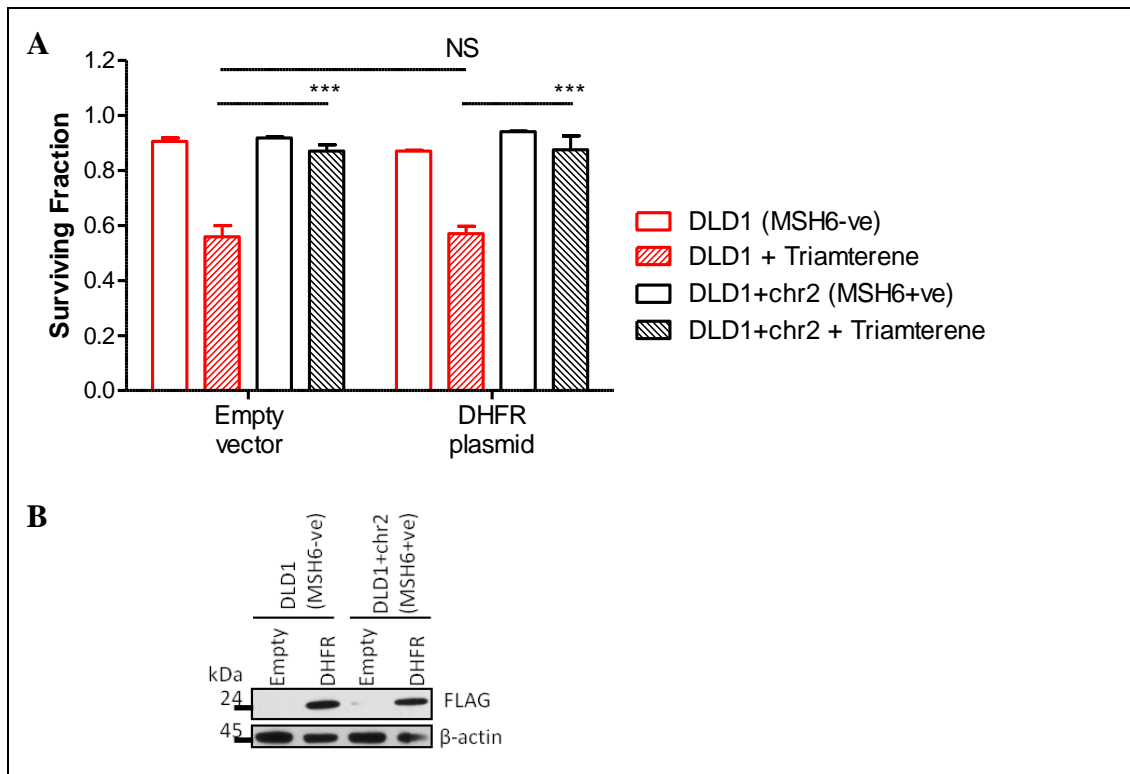 A
NS
1.2
***
***
1.0
0.8
0.6
0.4
0.2
0.0
Surviving Fraction
Empty
vector
DHFR
plasmid
DLD1 (MSH6-ve)
DLD1 + Triamterene
DLD1+chr2 (MSH6+ve)
DLD1+chr2 + Triamterene
B
DLD1
(MSH6-ve)
DLD1+chr2
(MSH6+ve)
kDa
Empty
DHFR
Empty
DHFR
24
FLAG
45
β-actin